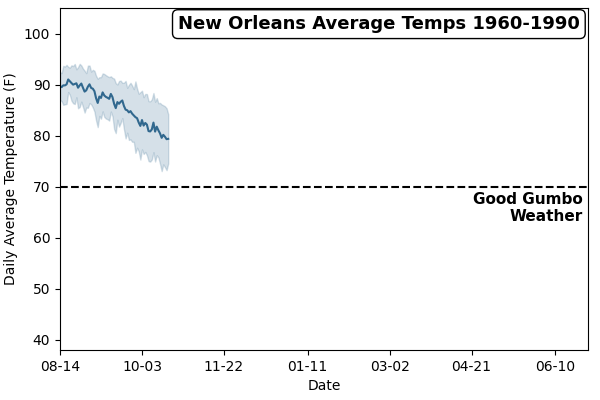 New Orleans Average Temps 1960-1990
Daily Average Temperature (F)
100
90
80
70
60
50
40
Good Gumbo
Weather
08-14
10-03
11-22
01-11
03-02
04-21
06-10
Date